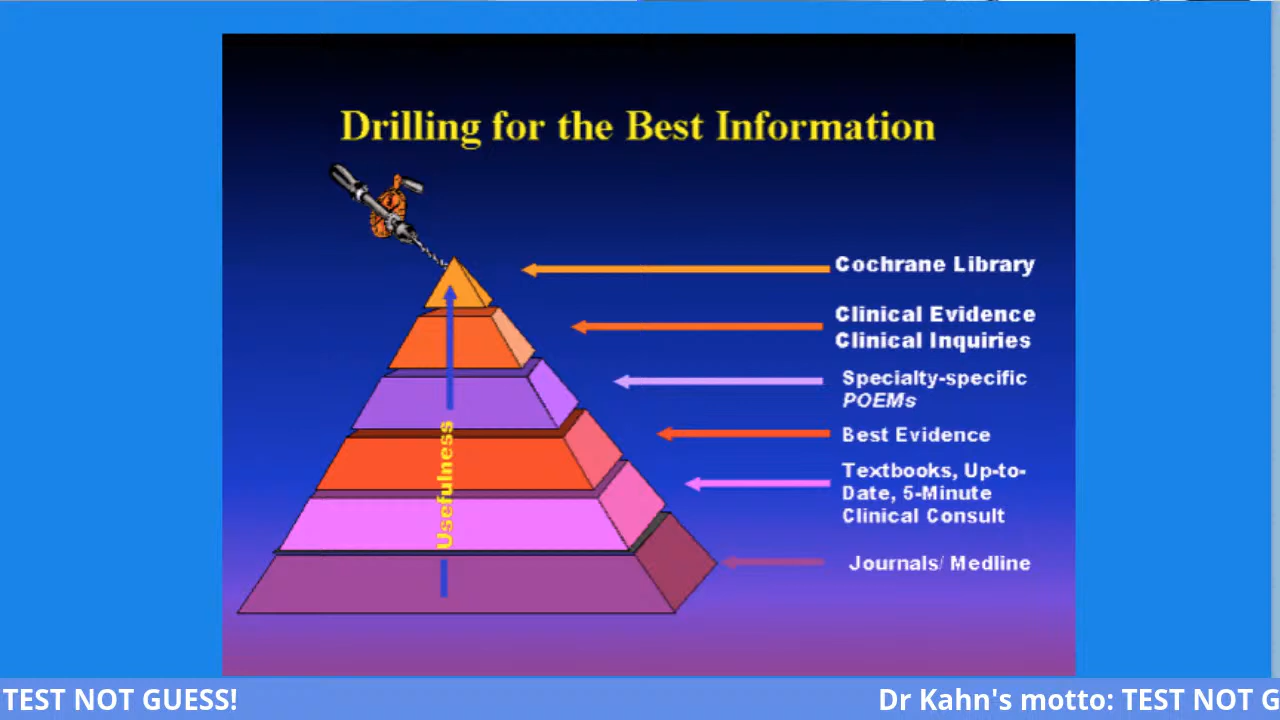 Drilling for the Best Information
Cochrane Library
Clinical Evidence
Clinical Inquiries
Specialty-specific
POEMs
Best Evidence
Textbooks, Up-to-
Date, 5-Minute
Clinical Consult
Journals/ Medline
Usefulness
TEST NOT GUESS!
Dr Kahn's motto: TEST NOT G